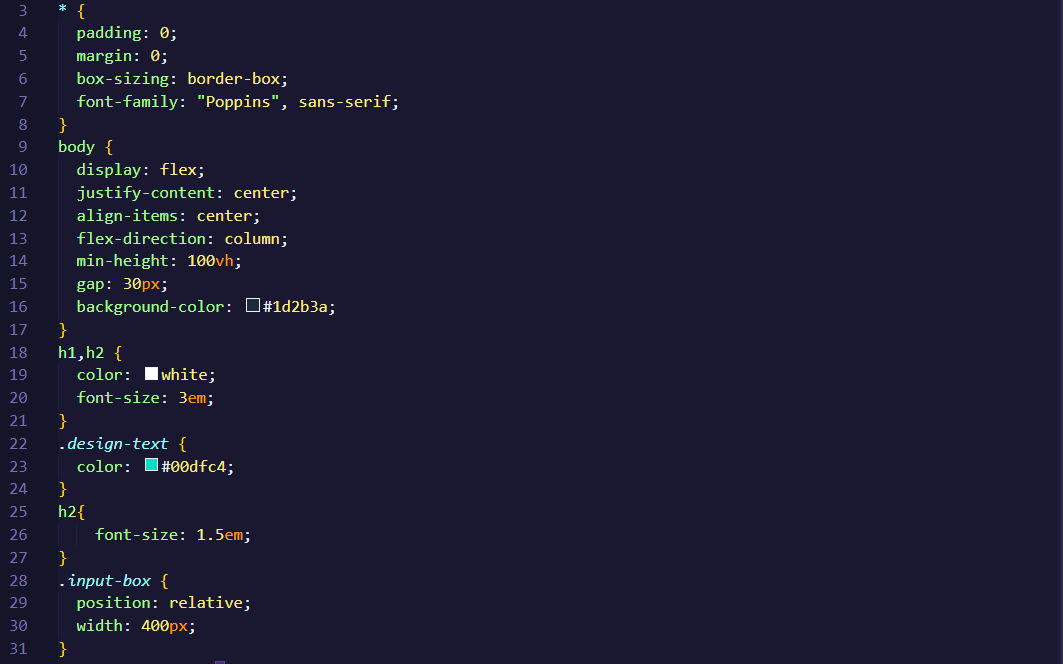 3 * {
4 padding: 0;
5 margin: 0;
6 box-sizing: border-box;
7 font-family: "Poppins", sans-serif;
8 }
9 body {
10 display: flex;
11 justify-content: center;
12 align-items: center;
13 flex-direction: column;
14 min-height: 100vh;
15 gap: 30px;
16 background-color: #1d2b3a;
17 }
18 h1,h2 {
19 color: white;
20 font-size: 3em;
21 }
22 .design-text {
23 color: #00dfc4;
24 }
25 h2{
26 font-size: 1.5em;
27 }
28 .input-box {
29 position: relative;
30 width: 400px;
31 }